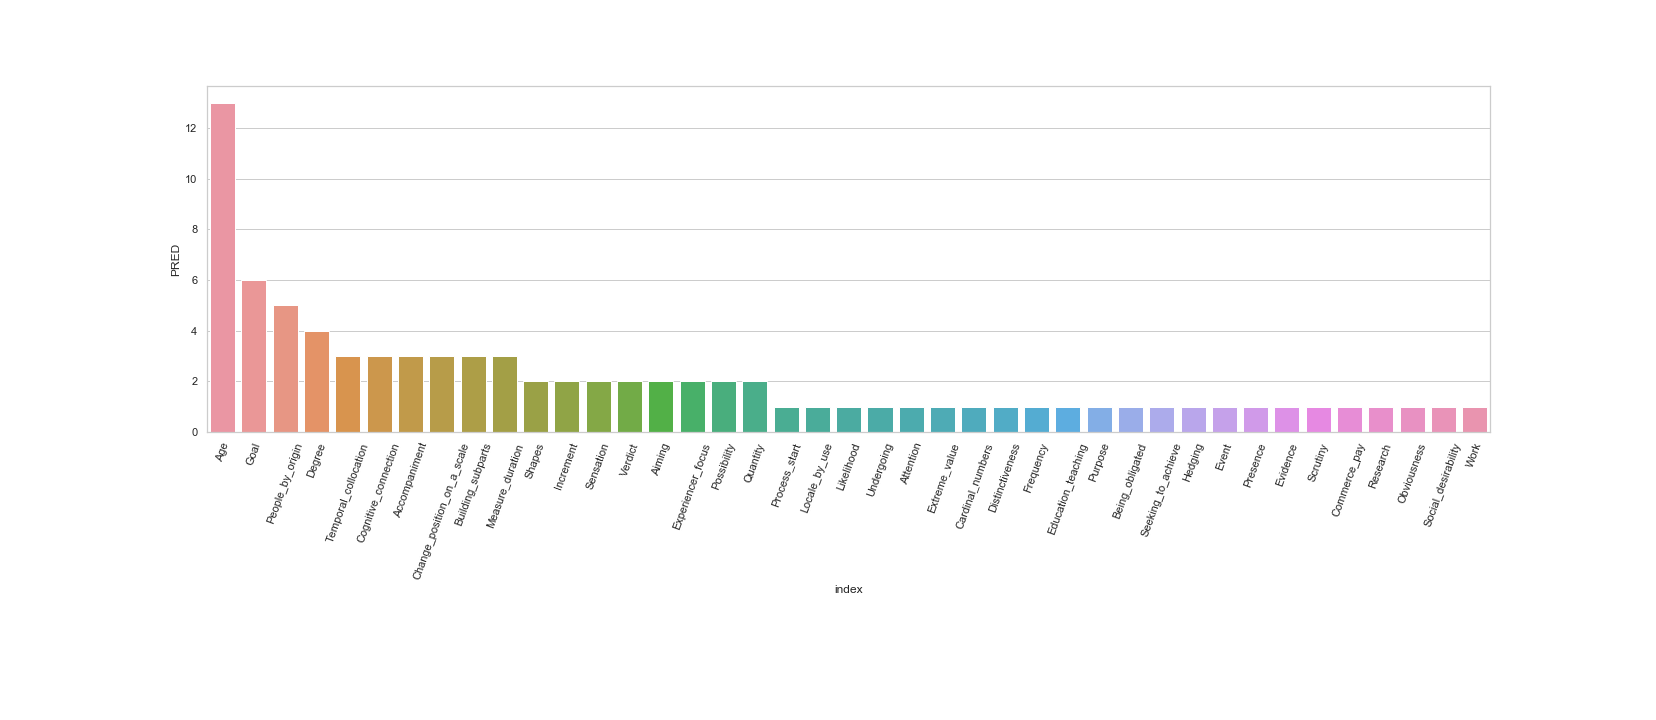 12
10
8
6
4
2
0
PRED
Age
Goal
People_by_origin
Degree
Temporal_collocation
Cognitive_connection
Accompaniment
Change_position_on_a_scale
Building_subparts
Measure_duration
Shapes
Increment
Sensation
Verdict
Aiming
Experiencer_focus
Possibility
Quantity
Process_start
Locale_by_use
Likelihood
Undergoing
Attention
Extreme_value
Cardinal_numbers
Distinctiveness
Frequency
Education_teaching
Purpose
Being_obligated
Seeking_to_achieve
Hedging
Event
Presence
Evidence
Scrutiny
Commerce_pay
Research
Obviousness
Social_desirability
Work
index